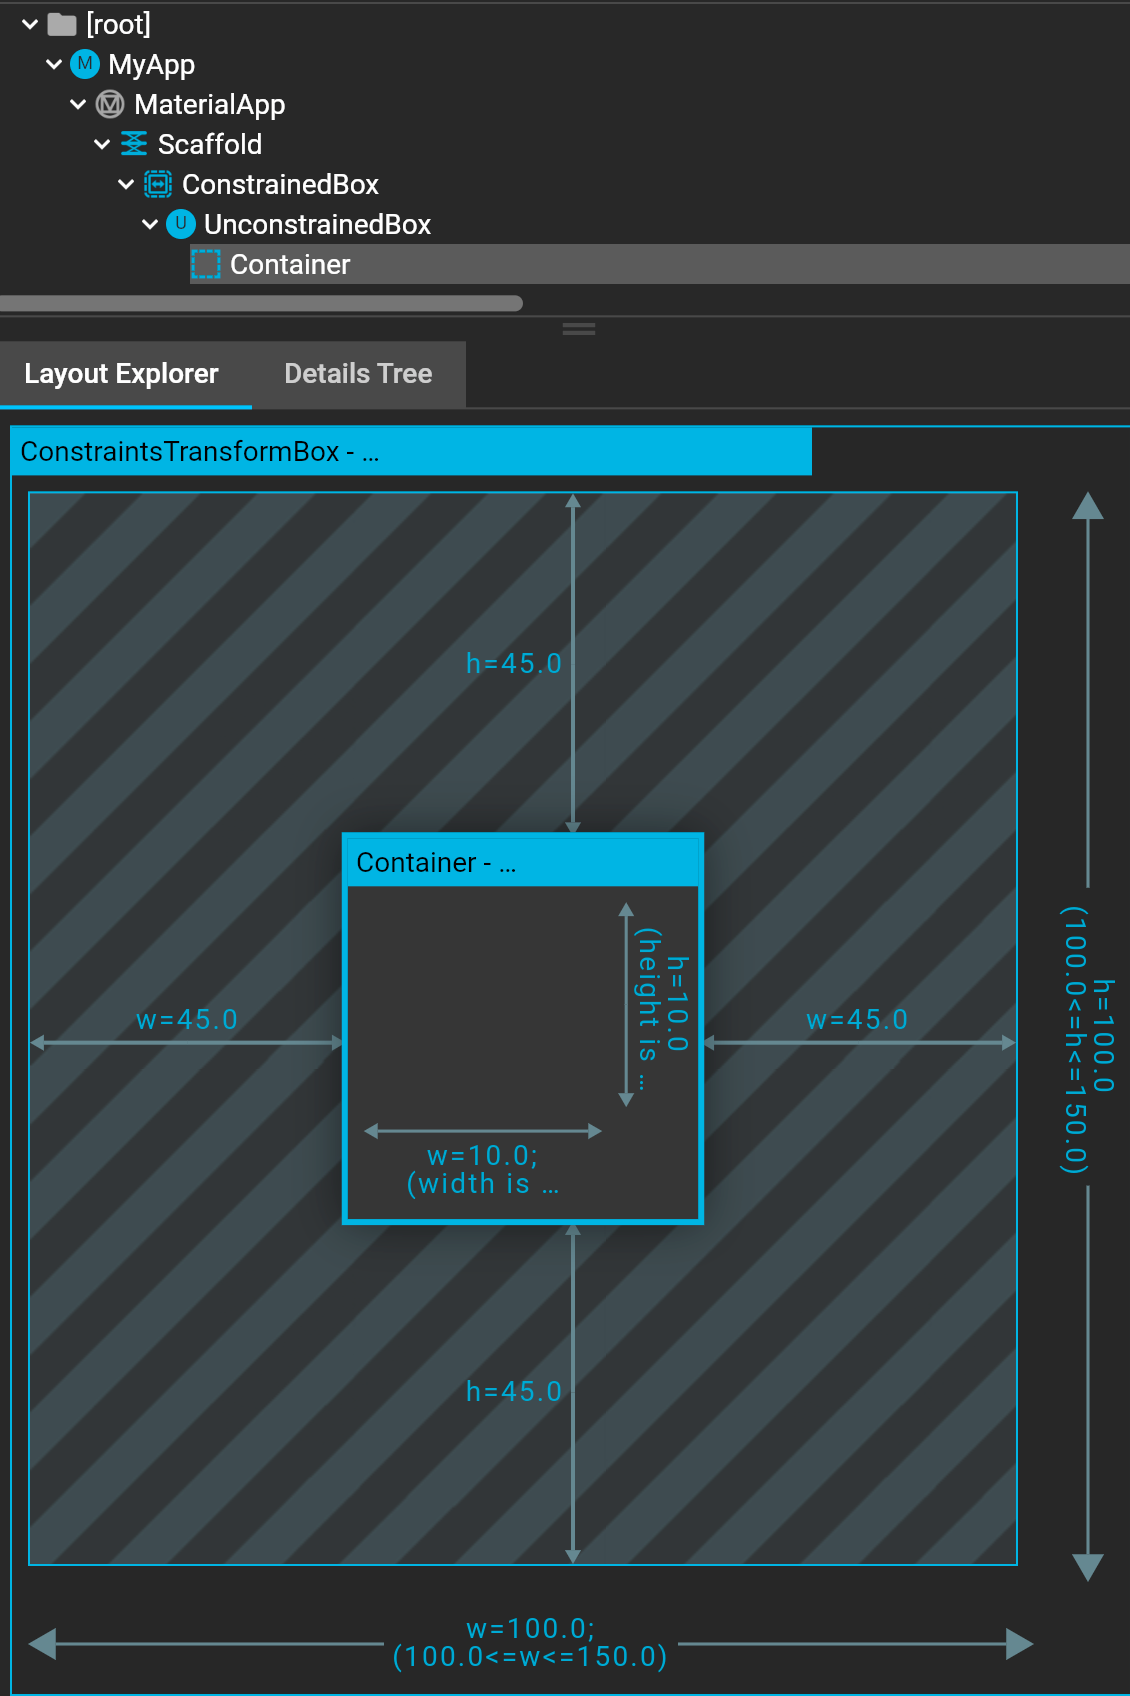 [root]
M MyApp
MaterialApp
Scaffold
ConstrainedBox
U UnconstrainedBox
Container
Layout Explorer
Details Tree
ConstraintsTransformBox - ...
h=45.0
Container - ...
h=10.0
(height is ...
w=45.0
w=45.0
w=10.0;
(width is ...
h=100.0
(100.0<=h<=150.0)
h=45.0
w=100.0;
(100.0<=w<=150.0)